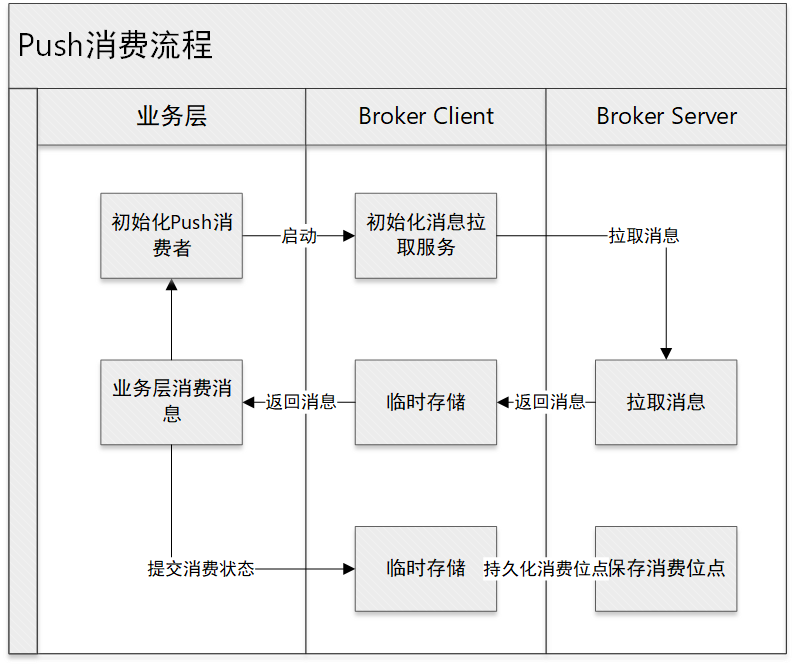 Push消费流程
业务层
Broker Client
Broker Server
初始化Push消
费者
启动
初始化消息拉
取服务
拉取消息
业务层消费消
息
返回消息
临时存储
返回消息
拉取消息
提交消费状态
临时存储
持久化消费位点
保存消费位点